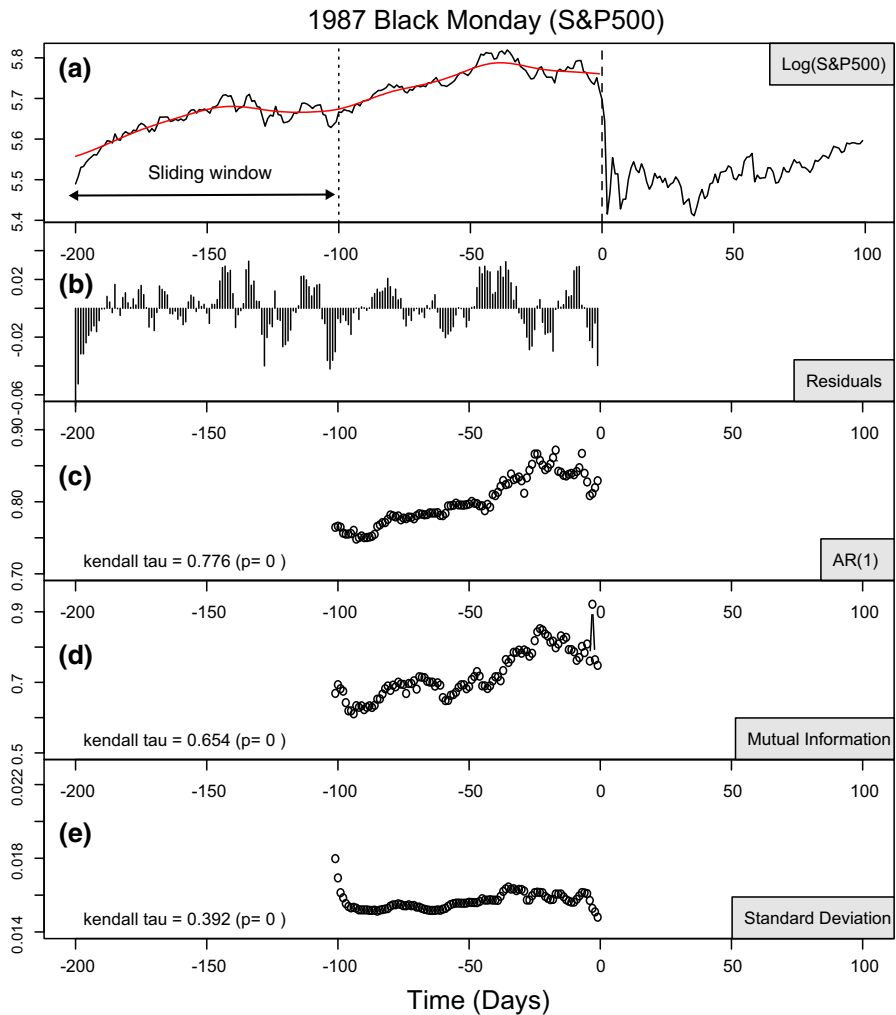 1987 Black Monday (S&P500)
(a)
Log(S&P500)
Sliding window
5.8
5.7
5.6
5.5
5.4
-200 -150 -100 -50 0 50 100
(b)
Residuals
0.02
-0.02
-0.06
-200 -150 -100 -50 0 50 100
(c)
AR(1)
kendall tau = 0.776 (p= 0 )
0.90
0.80
0.70
-200 -150 -100 -50 0 50 100
(d)
Mutual Information
kendall tau = 0.654 (p= 0 )
0.9
0.7
0.5
-200 -150 -100 -50 0 50 100
(e)
Standard Deviation
kendall tau = 0.392 (p= 0 )
0.022
0.018
0.014
-200 -150 -100 -50 0 50 100
Time (Days)